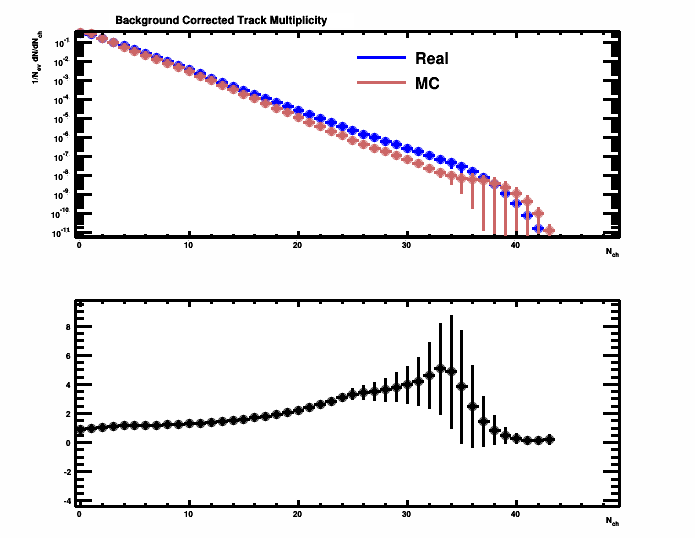 Background Corrected Track Multiplicity
1/N_ev dN/dN_ch
Real
MC
10^-1
10^-2
10^-3
10^-4
10^-5
10^-6
10^-7
10^-8
10^-9
10^-10
10^-11
0 10 20 30 40
N_ch
8
6
4
2
0
-2
-4
0 10 20 30 40
N_ch